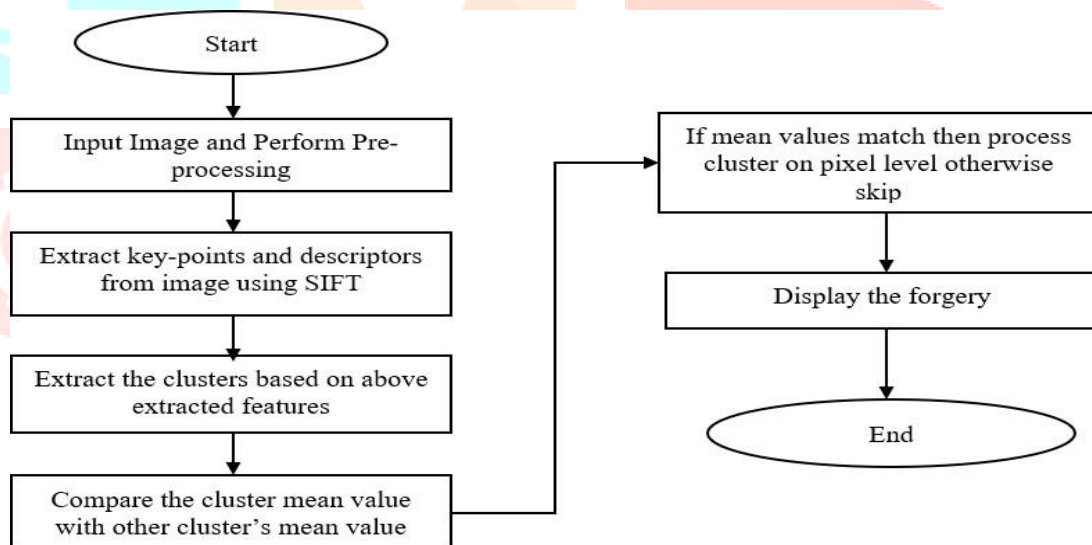 Start
Input Image and Perform Pre-
processing
Extract key-points and descriptors
from image using SIFT
Extract the clusters based on above
extracted features
Compare the cluster mean value
with other cluster’s mean value
If mean values match then process
cluster on pixel level otherwise
skip
Display the forgery
End